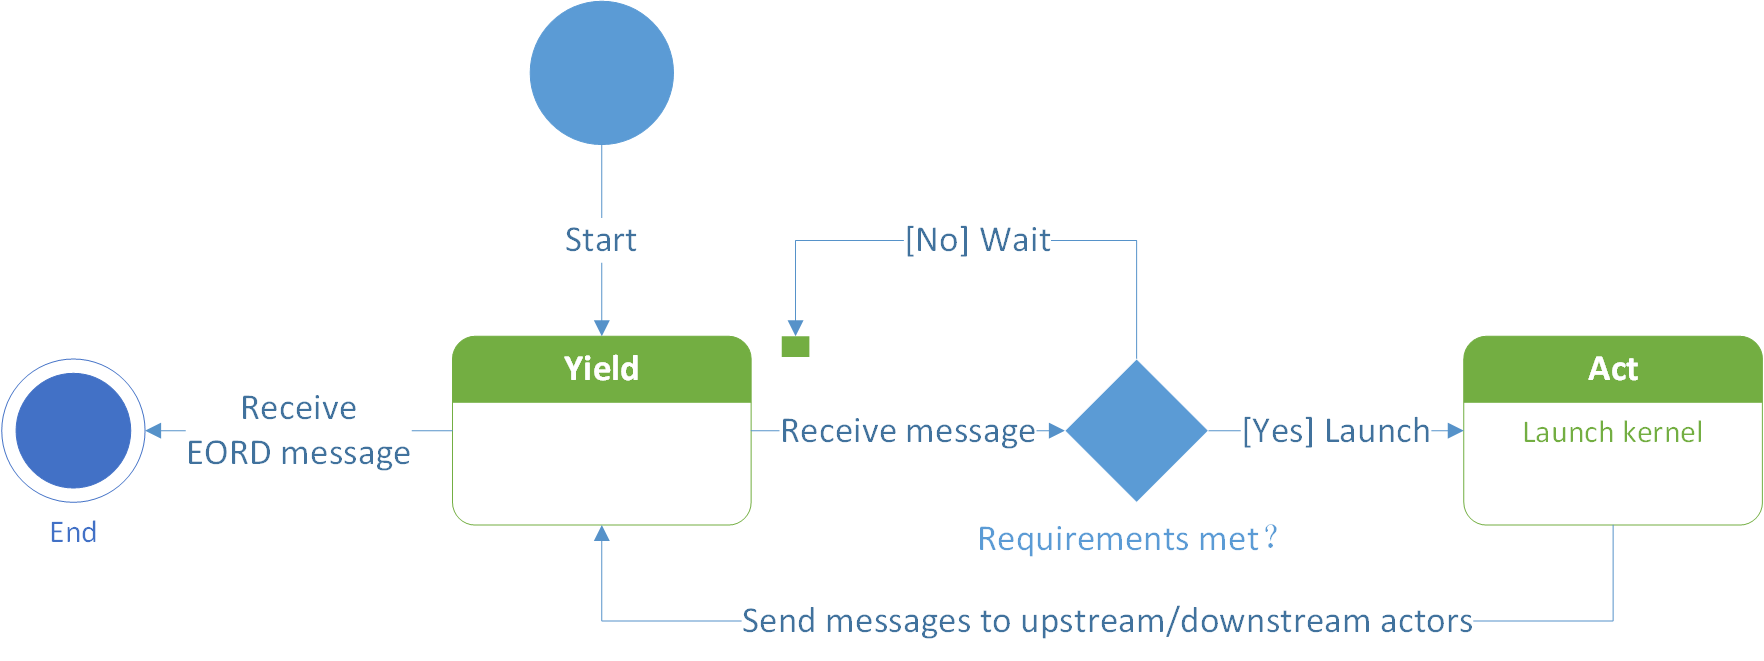 Start
[No] Wait
Yield
Act
Receive
EORD message
Receive message
[Yes] Launch
Launch kernel
End
Requirements met？
Send messages to upstream/downstream actors